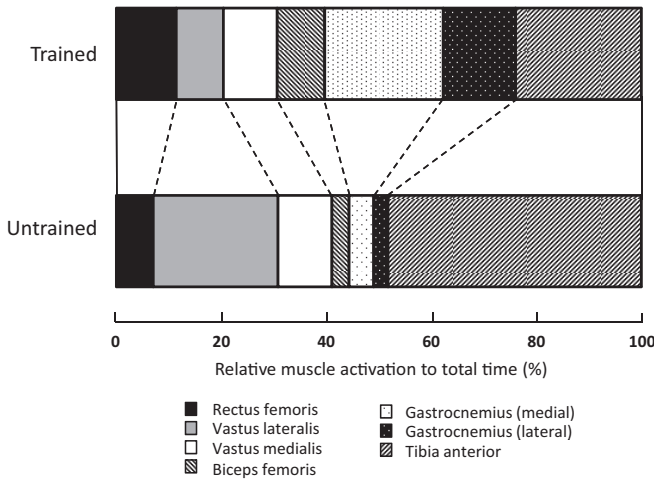 Trained
Untrained
0 20 40 60 80 100
Relative muscle activation to total time (%)
Rectus femoris
Vastus lateralis
Vastus medialis
Biceps femoris
Gastrocnemius (medial)
Gastrocnemius (lateral)
Tibia anterior